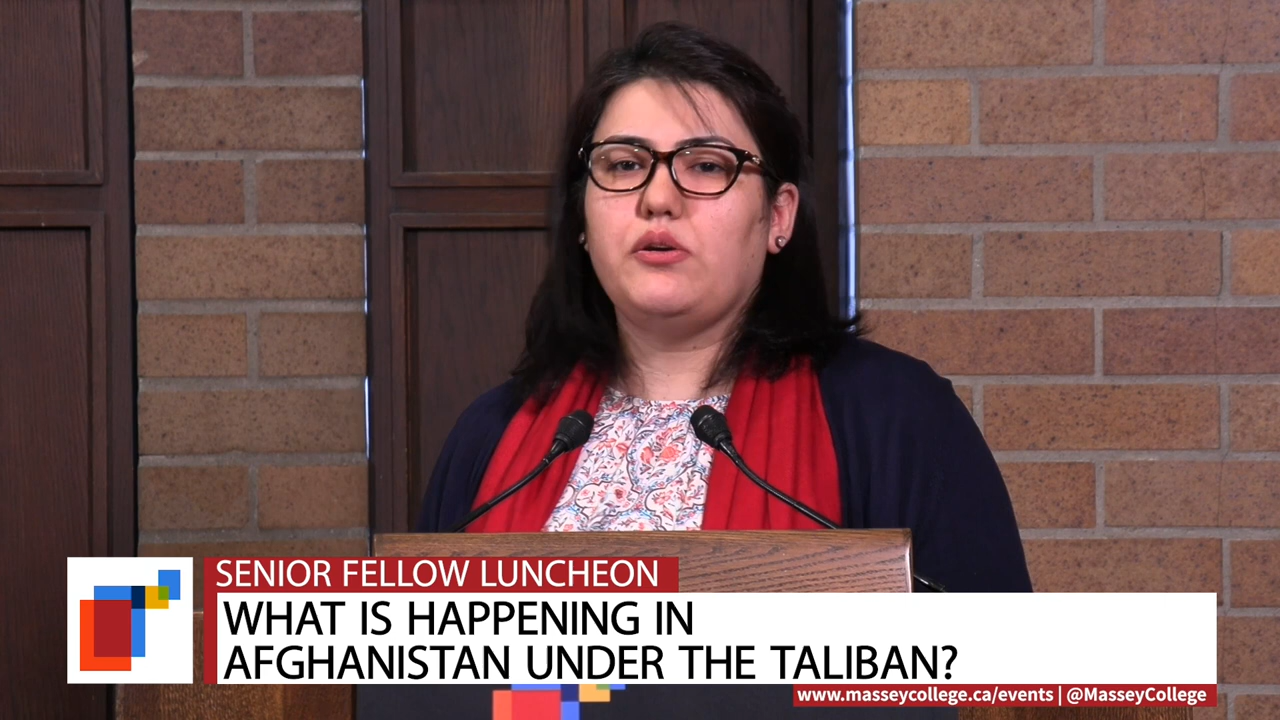 SENIOR FELLOW LUNCHEON
WHAT IS HAPPENING IN
AFGHANISTAN UNDER THE TALIBAN?
www.masseycollege.ca/events | @MasseyCollege